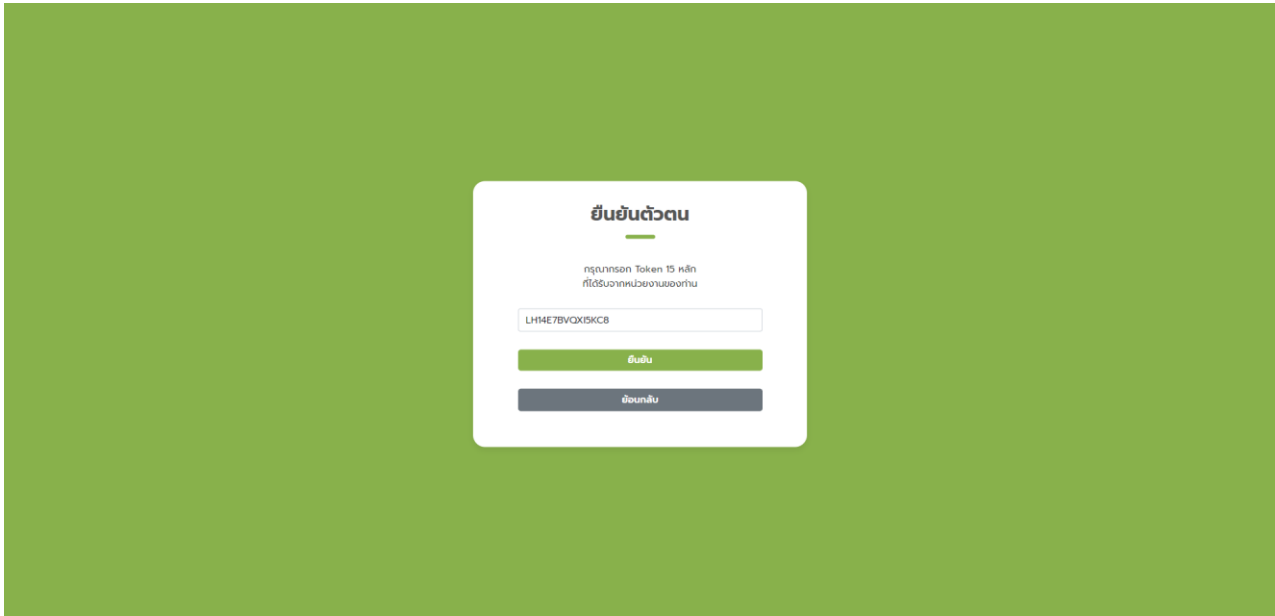 ยืนยันตัวตน
กรุณากรอก Token 15 หลัก
ที่ได้รับจากหน่วยงานของท่าน
LH14E7BVQXI5KC8
ยืนยัน
ย้อนกลับ